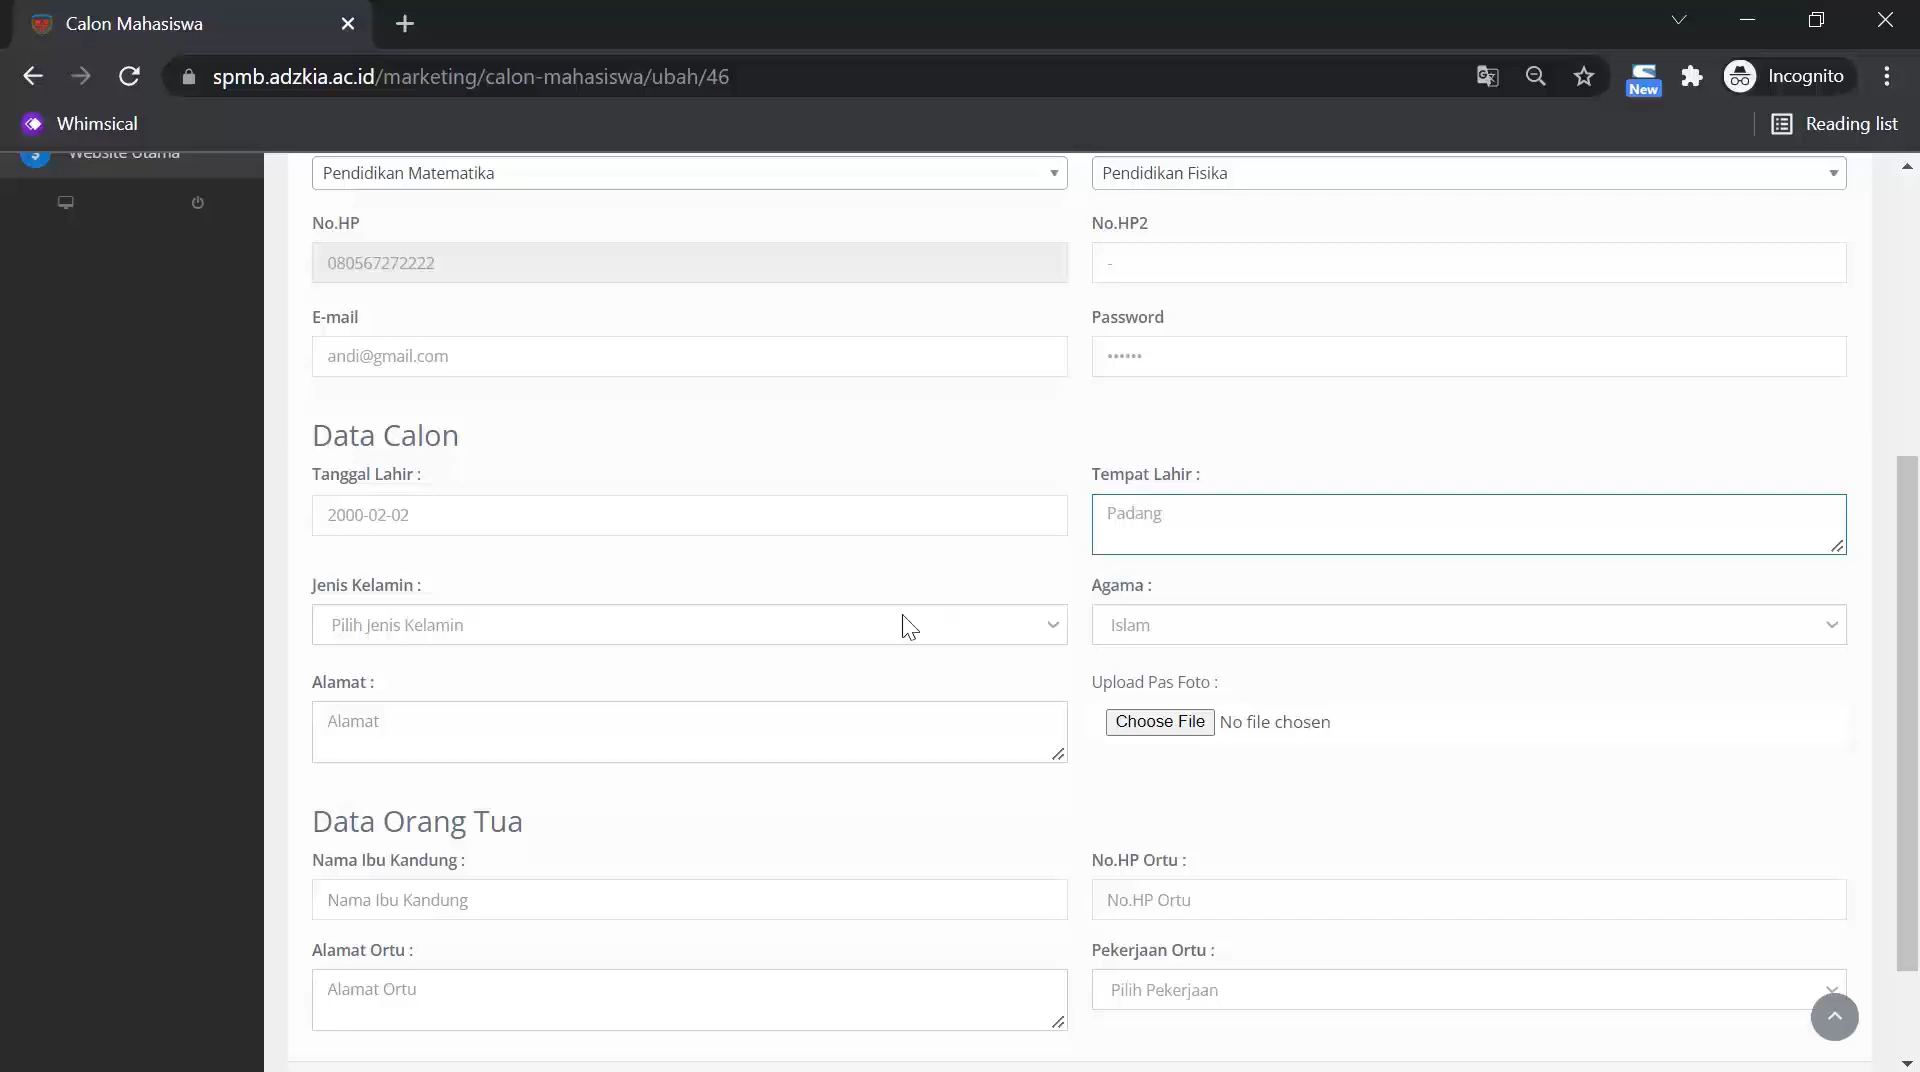 Calon Mahasiswa
spmb.adzkia.ac.id/marketing/calon-mahasiswa/ubah/46
New
Incognito
Whimsical
Reading list
Website Utama
Pendidikan Matematika
Pendidikan Fisika
No.HP
No.HP2
080567272222
-
E-mail
Password
andi@gmail.com
••••••
Data Calon
Tanggal Lahir :
Tempat Lahir :
2000-02-02
Padang
Jenis Kelamin :
Agama :
Pilih Jenis Kelamin
Islam
Alamat :
Upload Pas Foto :
Alamat
Choose File No file chosen
Data Orang Tua
Nama Ibu Kandung :
No.HP Ortu :
Nama Ibu Kandung
No.HP Ortu
Alamat Ortu :
Pekerjaan Ortu :
Alamat Ortu
Pilih Pekerjaan